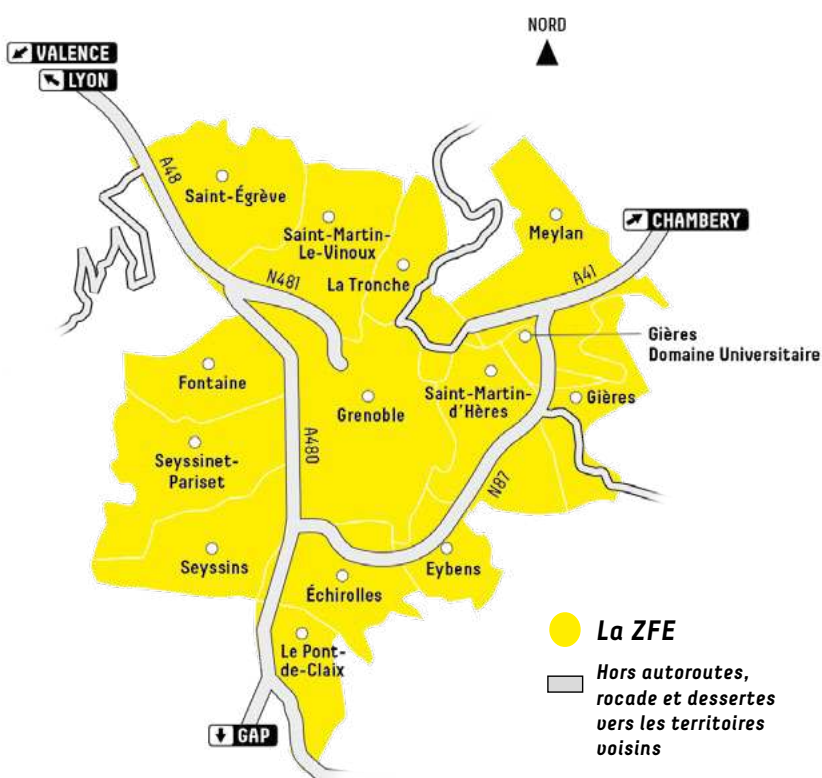 NORD
VALENCE
LYON
A48
Saint-Égrève
Saint-Martin-
Le-Vinoux
La Tronche
N481
Meylan
CHAMBERY
A41
Gières
Domaine Universitaire
Fontaine
Grenoble
Saint-Martin-
d'Hères
Gières
Seyssinet-
Pariset
A480
N87
Seyssins
Échirolles
Eybens
Le Pont-
de-Claix
GAP
La ZFE
Hors autoroutes,
rocade et dessertes
vers les territoires
voisins